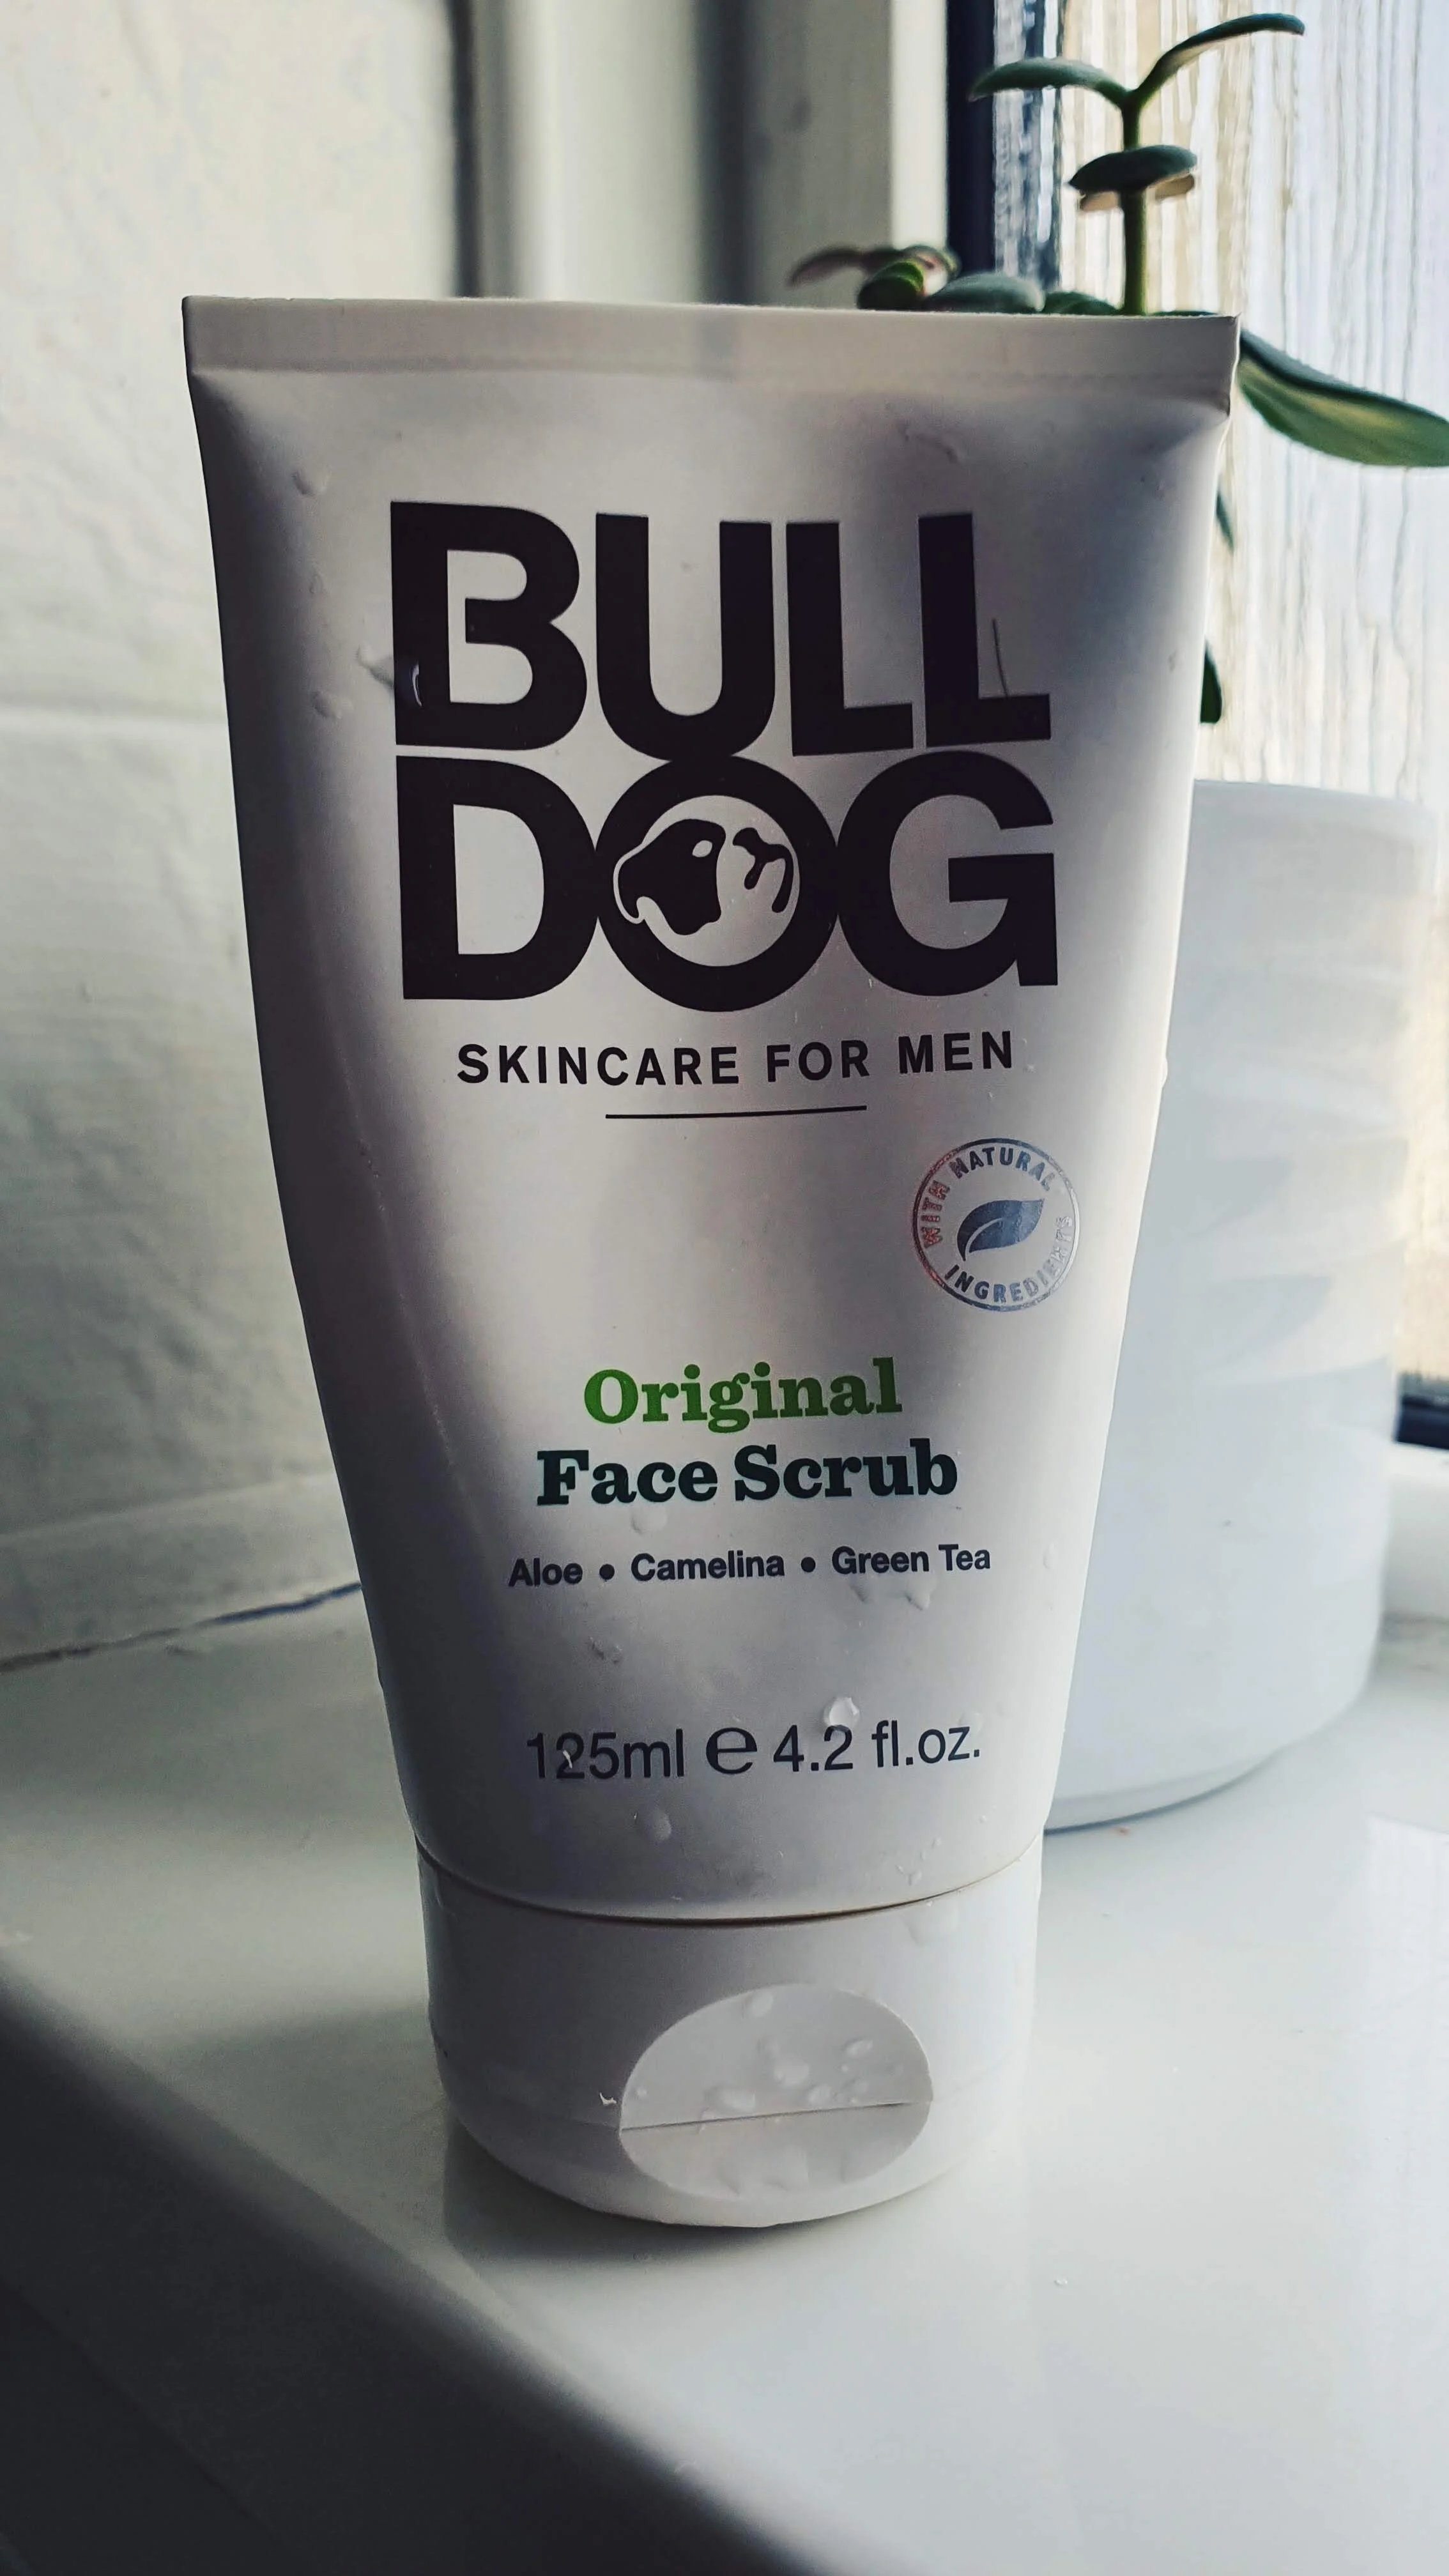 BULL
DOG
SKINCARE FOR MEN
WITH NATURAL
INGREDIENTS
Original
Face Scrub
Aloe • Camelina • Green Tea
125ml ℮ 4.2 fl.oz.